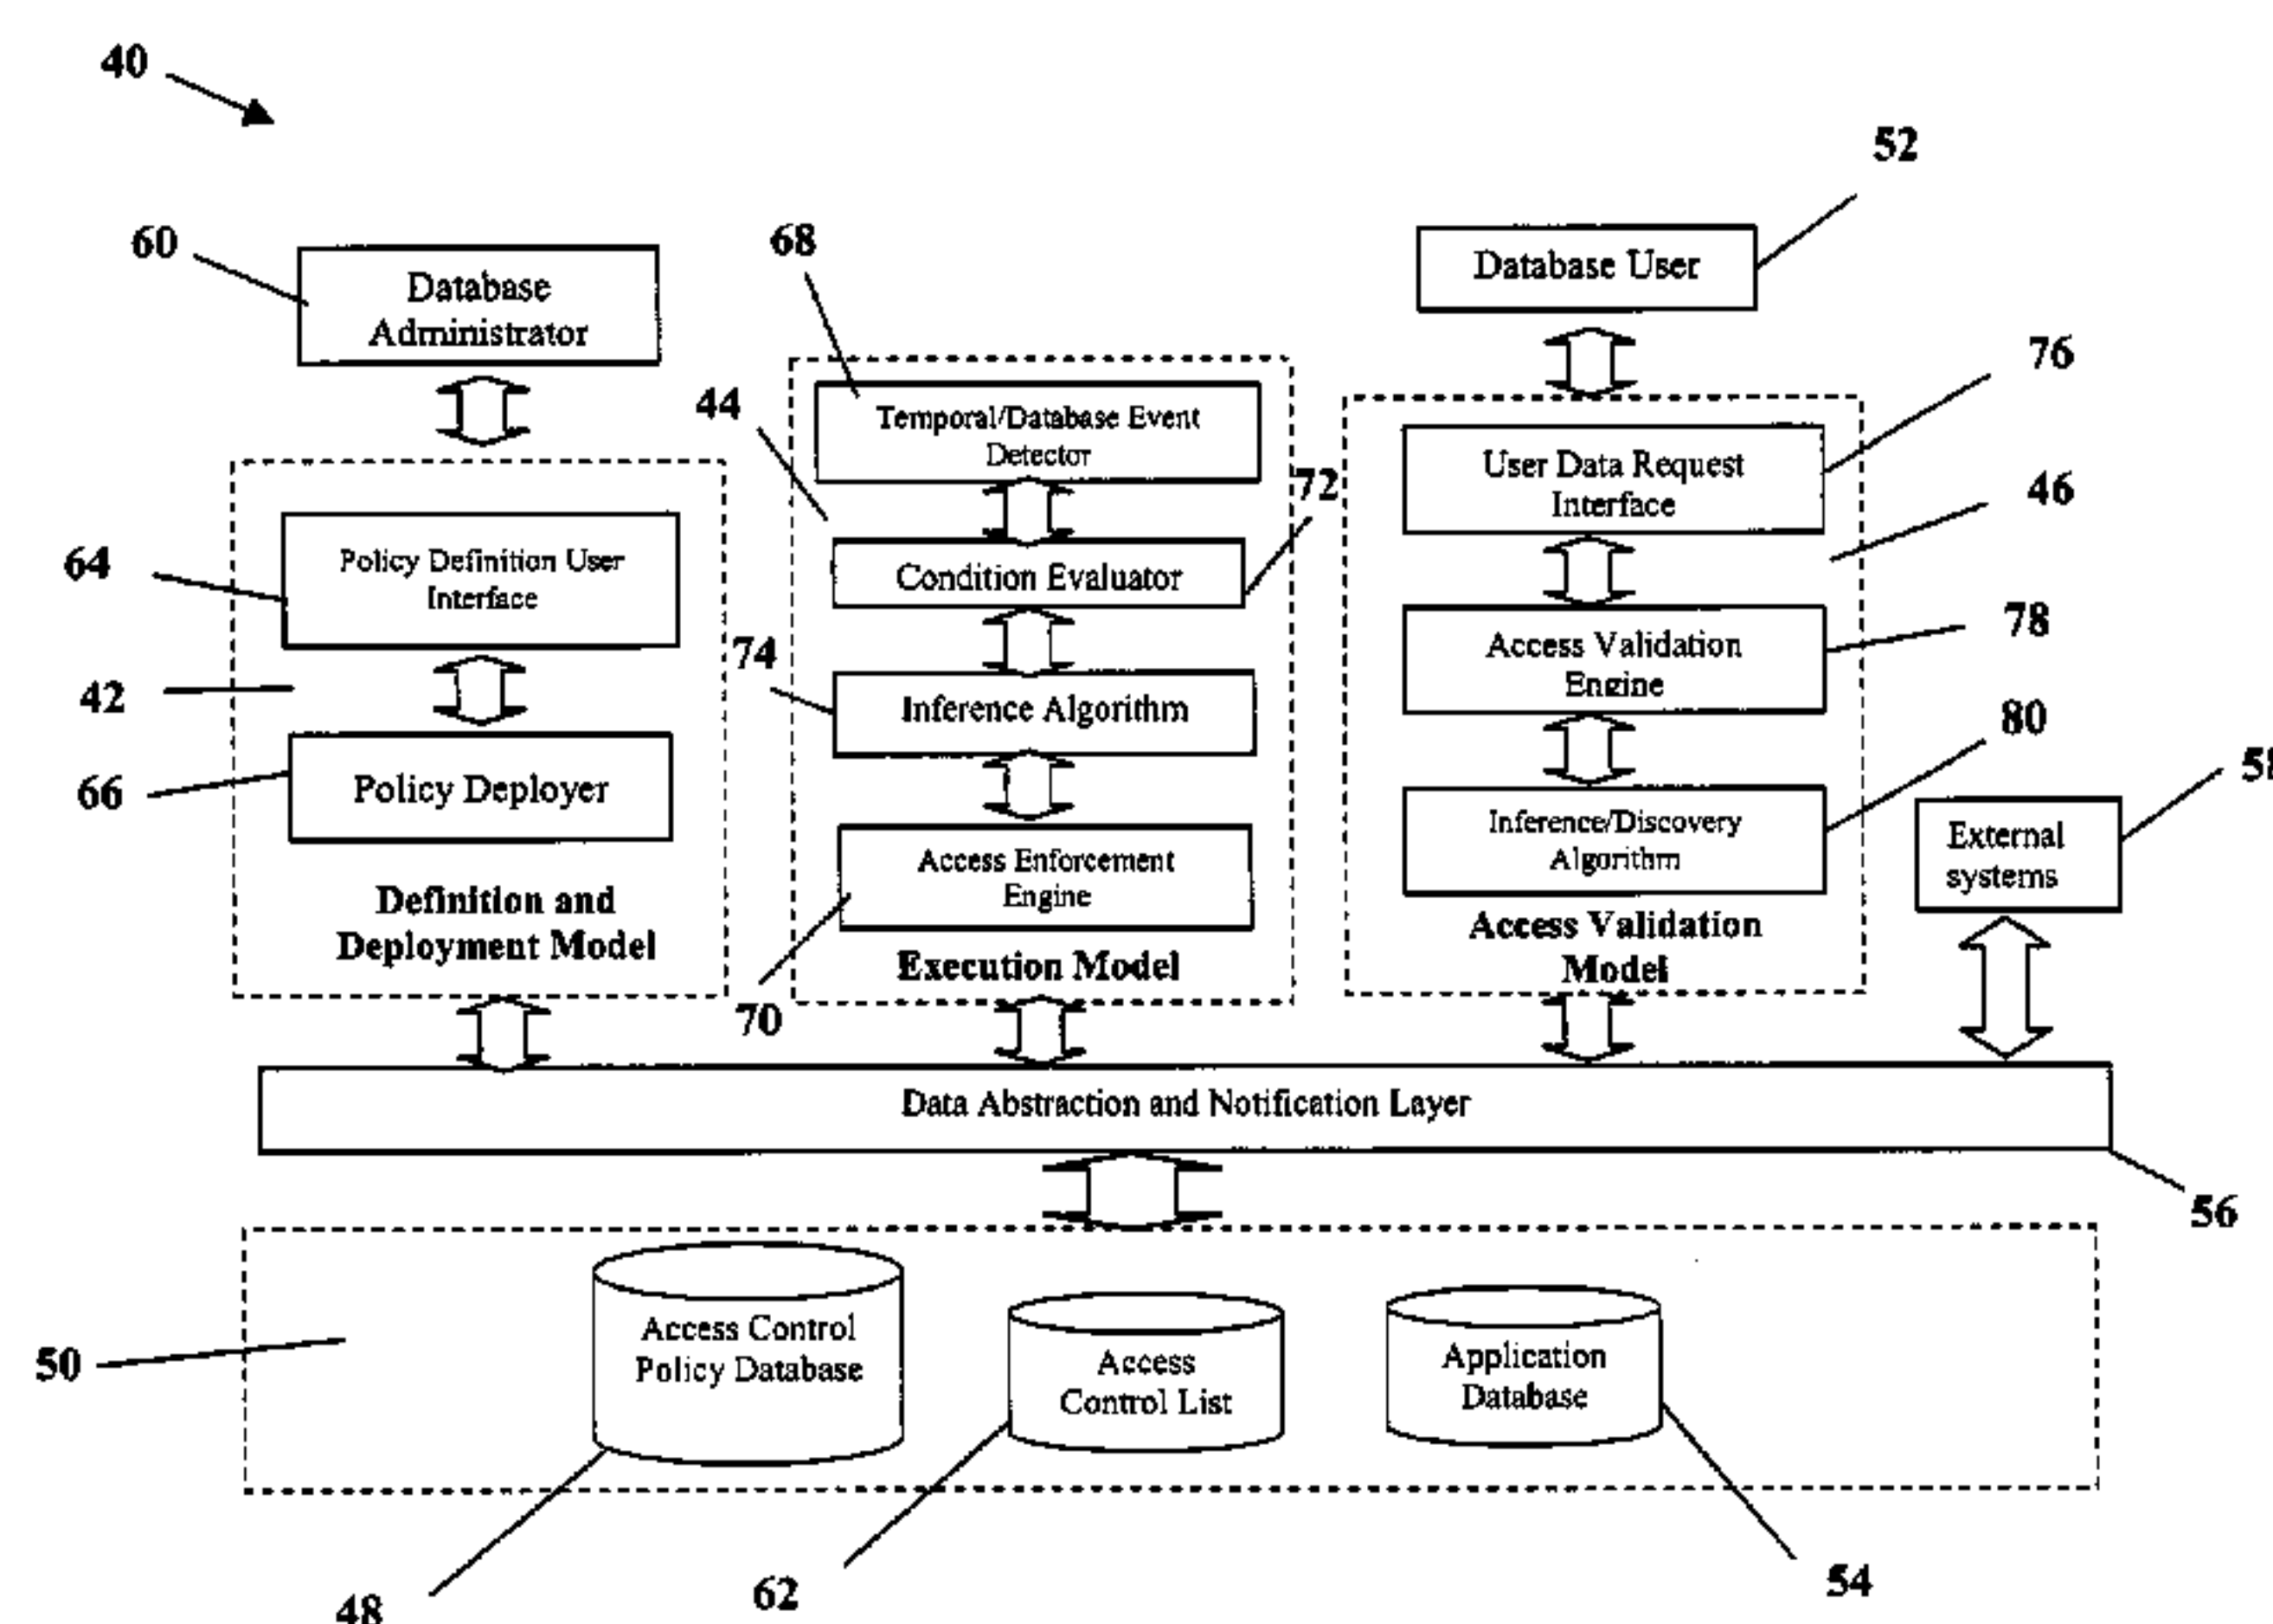 40
52
60
Database
Administrator
68
Database User
76
44
Temporal/Database Event
Detector
72
User Data Request
Interface
46
64
Policy Definition User
Interface
Condition Evaluator
78
Access Validation
Engine
74
42
Inference Algorithm
80
66
Policy Deployer
Inference/Discovery
Algorithm
58
External
systems
Access Enforcement
Engine
Definition and
Deployment Model
Execution Model
Access Validation
Model
70
Data Abstraction and Notification Layer
56
50
Access Control
Policy Database
Access
Control List
Application
Database
48
62
54